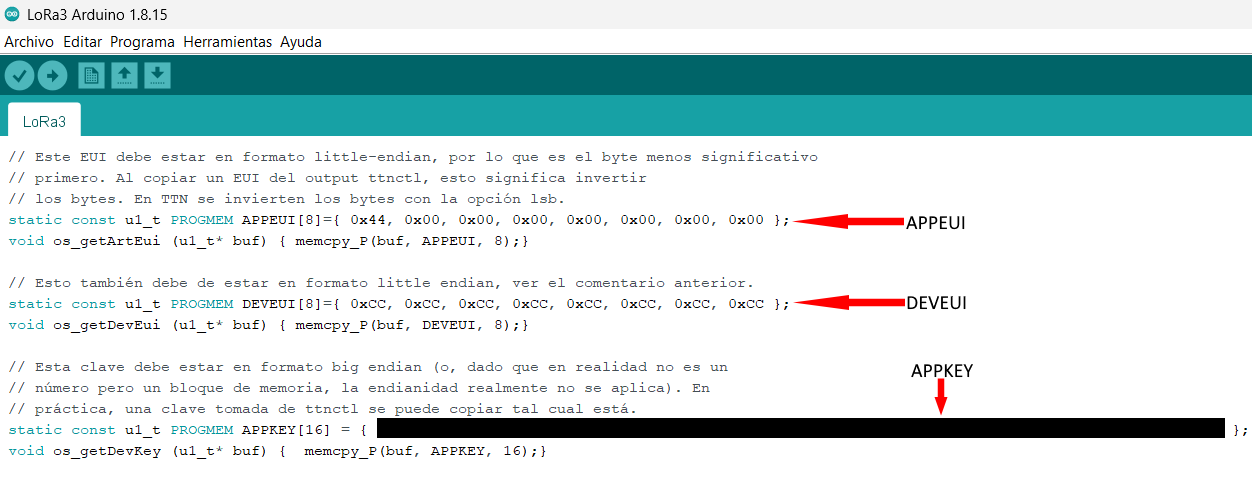 LoRa3 Arduino 1.8.15
Archivo Editar Programa Herramientas Ayuda
LoRa3
// Este EUI debe estar en formato little-endian, por lo que es el byte menos significativo
// primero. Al copiar un EUI del output ttnctl, esto significa invertir
// los bytes. En TTN se invierten los bytes con la opción lsb.
static const u1_t PROGMEM APPEUI[8]={ 0x44, 0x00, 0x00, 0x00, 0x00, 0x00, 0x00, 0x00 };
APPEUI
void os_getArtEui (u1_t* buf) { memcpy_P(buf, APPEUI, 8);}
// Esto también debe de estar en formato little endian, ver el comentario anterior.
static const u1_t PROGMEM DEVEUI[8]={ 0xCC, 0xCC, 0xCC, 0xCC, 0xCC, 0xCC, 0xCC, 0xCC };
DEVEUI
void os_getDevEui (u1_t* buf) { memcpy_P(buf, DEVEUI, 8);}
// Esta clave debe estar en formato big endian (o, dado que en realidad no es un
APPKEY
// número pero un bloque de memoria, la endianidad realmente no se aplica). En
// práctica, una clave tomada de ttnctl se puede copiar tal cual está.
static const u1_t PROGMEM APPKEY[16] = { };
void os_getDevKey (u1_t* buf) {  memcpy_P(buf, APPKEY, 16);}